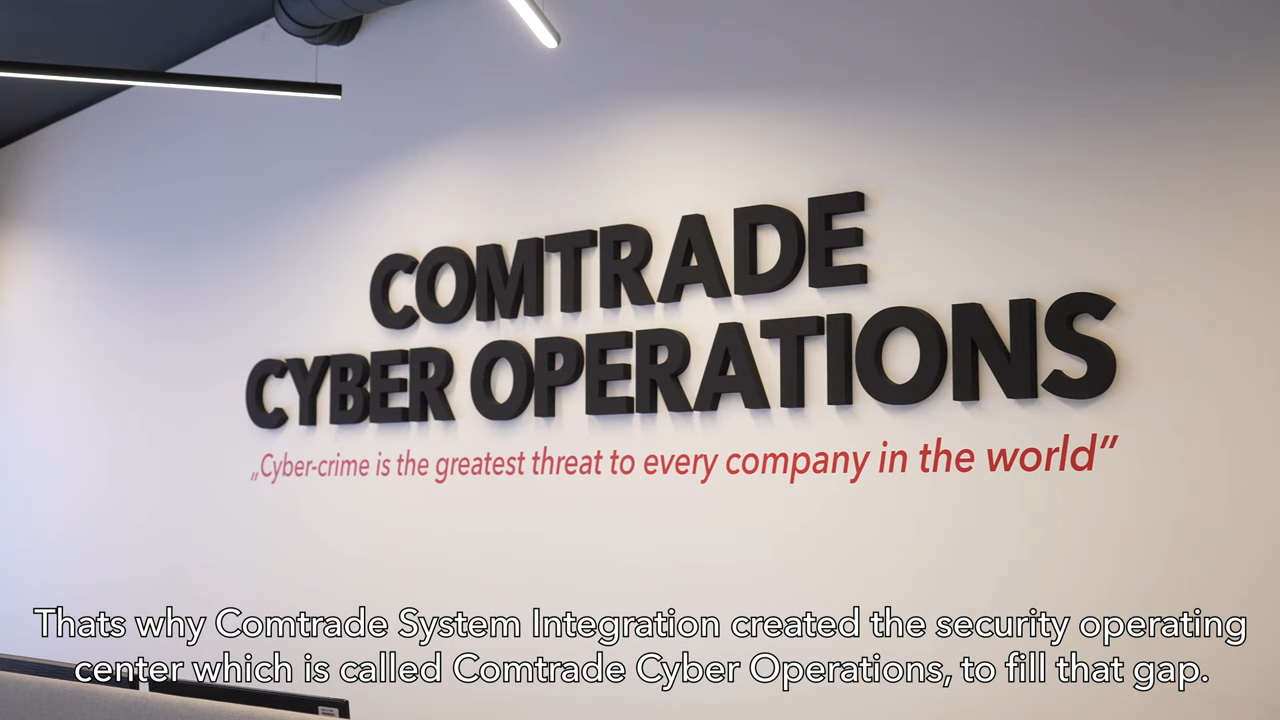 COMTRADE
CYBER OPERATIONS
„Cyber-crime is the greatest threat to every company in the world”
Thats why Comtrade System Integration created the security operating
center which is called Comtrade Cyber Operations, to fill that gap.